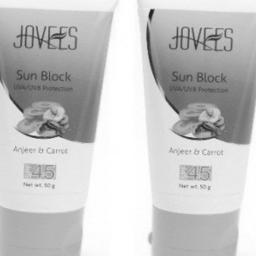 JOVEES
Sun Block
UVA/UVB Protection
Anjeer & Carrot
45
Net wt. 50 g
JOVEES
Sun Block
UVA/UVB Protection
Anjeer & Carrot
45
Net wt. 50 g